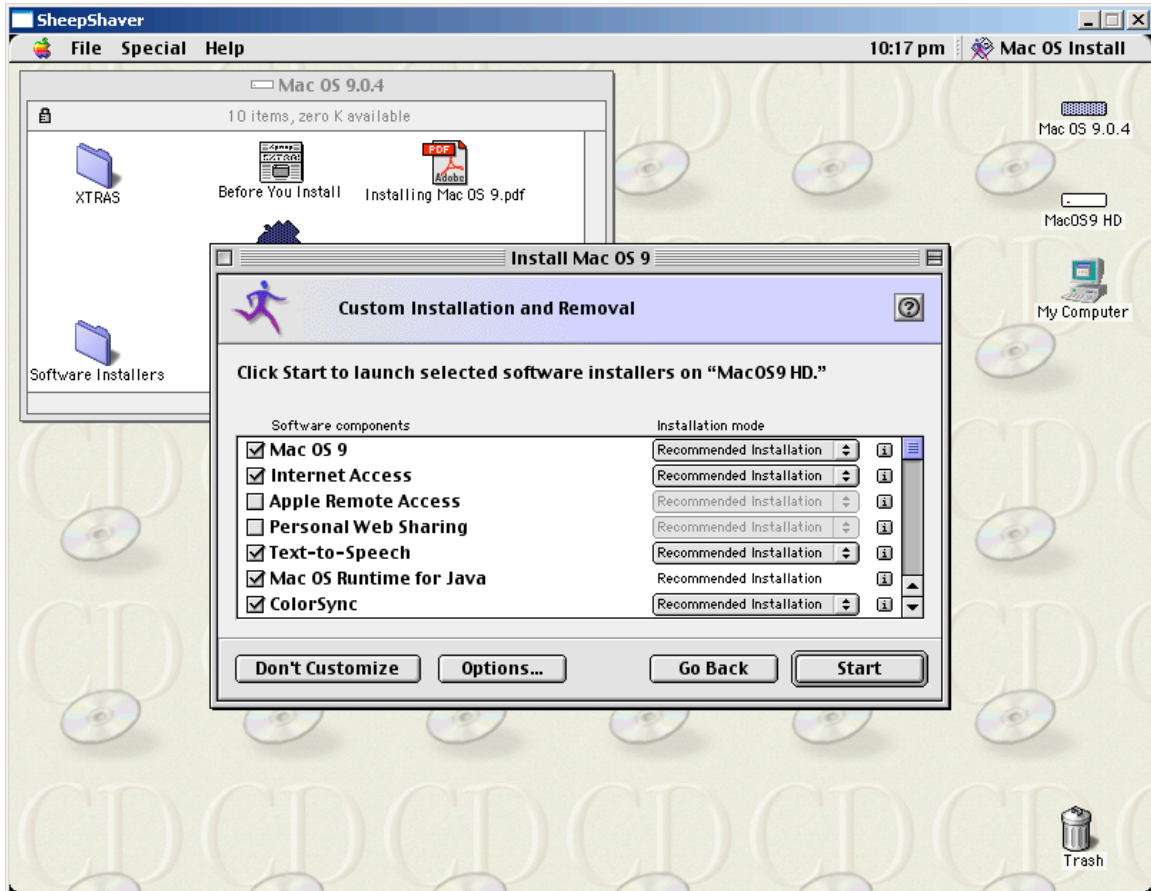 SheepShaver
File Special Help 10:17 pm Mac OS Install
Mac OS 9.0.4
10 items, zero K available
XTRAS
EXTRA!
Before You Install
PDF
Adobe
Installing Mac OS 9.pdf
Software Installers
Mac OS 9.0.4
MacOS9 HD
My Computer
Trash
Install Mac OS 9
Custom Installation and Removal
?
Click Start to launch selected software installers on “MacOS9 HD.”
Software components Installation mode
Mac OS 9 Recommended Installation
Internet Access Recommended Installation
Apple Remote Access Recommended Installation
Personal Web Sharing Recommended Installation
Text-to-Speech Recommended Installation
Mac OS Runtime for Java Recommended Installation
ColorSync Recommended Installation
Don't Customize Options... Go Back Start
CD